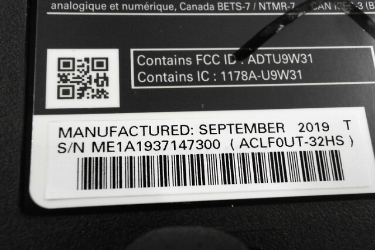 analogique et numérique, Canada BETS-7 / NTMR-7
Contains FCC ID : ADTU9W31
Contains IC : 1178A-U9W31
MANUFACTURED: SEPTEMBER 2019 T
S/N ME1A1937147300 ( ACLF0UT-32HS )